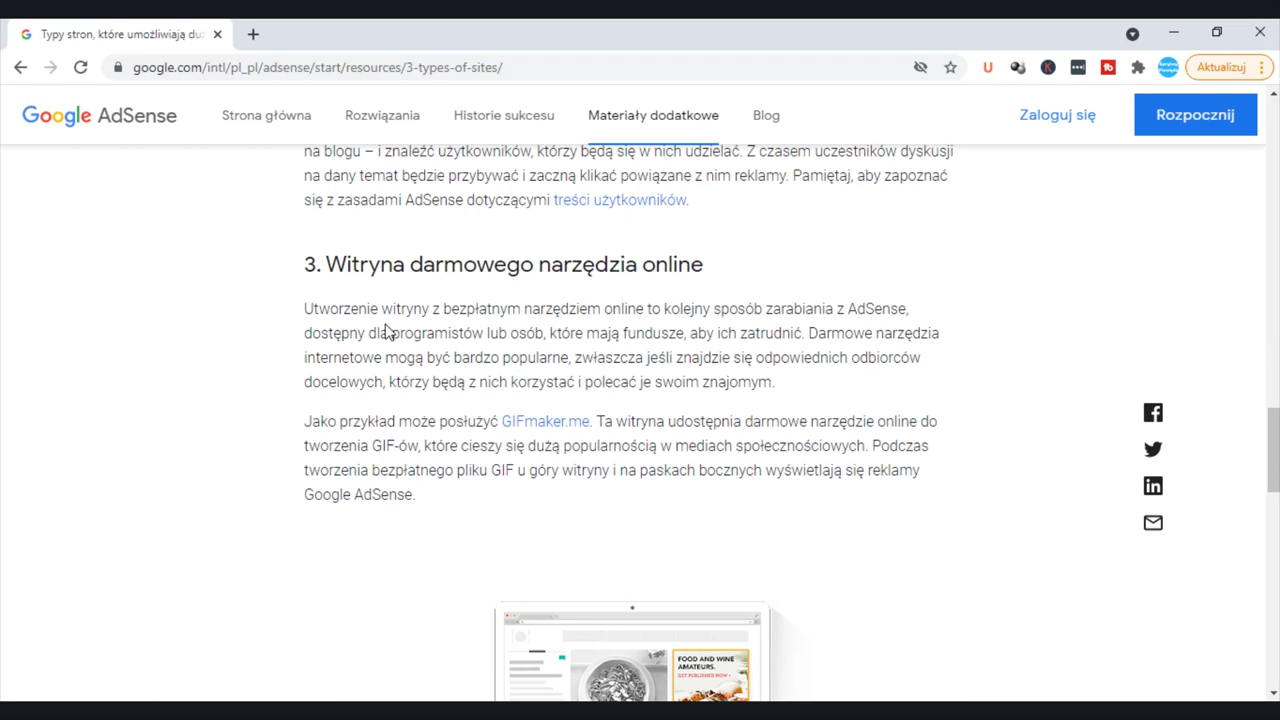 Typy stron, które umożliwiają du
google.com/intl/pl_pl/adsense/start/resources/3-types-of-sites/
Aktualizuj
Google AdSense
Strona główna
Rozwiązania
Historie sukcesu
Materiały dodatkowe
Blog
Zaloguj się
Rozpocznij
na blogu – i znaleźć użytkowników, którzy będą się w nich udzielać. Z czasem uczestników dyskusji
na dany temat będzie przybywać i zaczną klikać powiązane z nim reklamy. Pamiętaj, aby zapoznać
się z zasadami AdSense dotyczącymi treści użytkowników.
3. Witryna darmowego narzędzia online
Utworzenie witryny z bezpłatnym narzędziem online to kolejny sposób zarabiania z AdSense,
dostępny dla programistów lub osób, które mają fundusze, aby ich zatrudnić. Darmowe narzędzia
internetowe mogą być bardzo popularne, zwłaszcza jeśli znajdzie się odpowiednich odbiorców
docelowych, którzy będą z nich korzystać i polecać je swoim znajomym.
Jako przykład może posłużyć GIFmaker.me. Ta witryna udostępnia darmowe narzędzie online do
tworzenia GIF-ów, które cieszy się dużą popularnością w mediach społecznościowych. Podczas
tworzenia bezpłatnego pliku GIF u góry witryny i na paskach bocznych wyświetlają się reklamy
Google AdSense.
FOOD AND WINE
AMATEURS.
GET PUBLISHED NOW